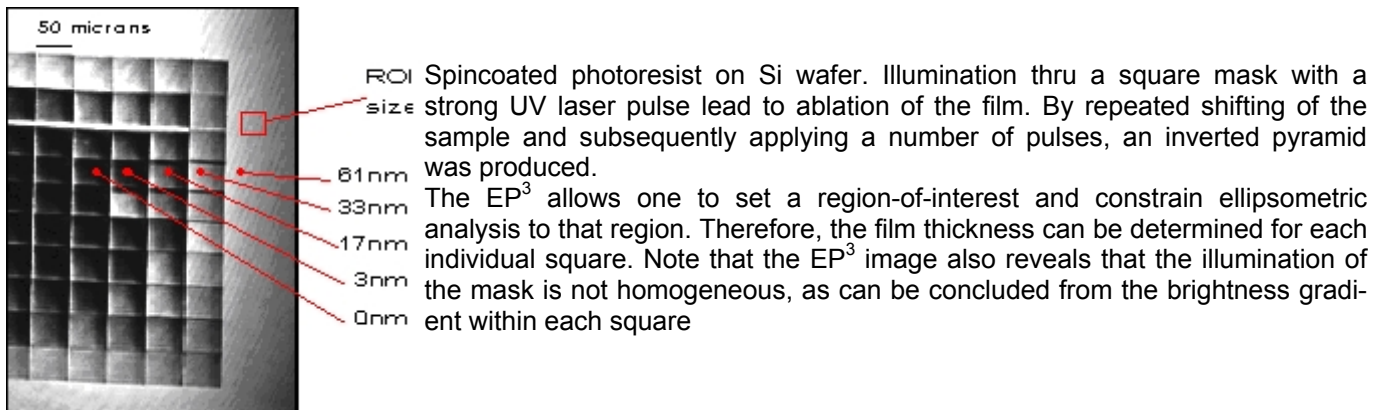 50 microns
ROI
size
61nm
33nm
17nm
3nm
0nm
Spincoated photoresist on Si wafer. Illumination thru a square mask with a
strong UV laser pulse lead to ablation of the film. By repeated shifting of the
sample and subsequently applying a number of pulses, an inverted pyramid
was produced.
The EP³ allows one to set a region-of-interest and constrain ellipsometric
analysis to that region. Therefore, the film thickness can be determined for each
individual square. Note that the EP³ image also reveals that the illumination of
the mask is not homogeneous, as can be concluded from the brightness gradi-
ent within each square